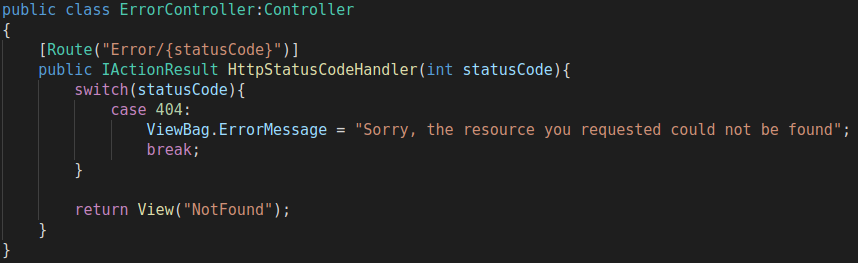 public class ErrorController:Controller
{
    [Route("Error/{statusCode}")]
    public IActionResult HttpStatusCodeHandler(int statusCode){
        switch(statusCode){
            case 404:
                ViewBag.ErrorMessage = "Sorry, the resource you requested could not be found";
                break;
        }

        return View("NotFound");
    }
}